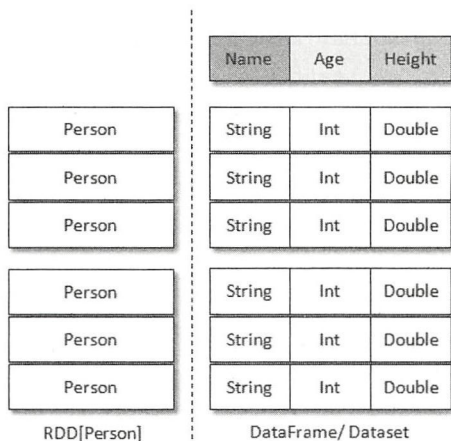 Name Age Height
Person String Int Double
Person String Int Double
Person String Int Double
Person String Int Double
Person String Int Double
Person String Int Double
RDD[Person] DataFrame/ Dataset